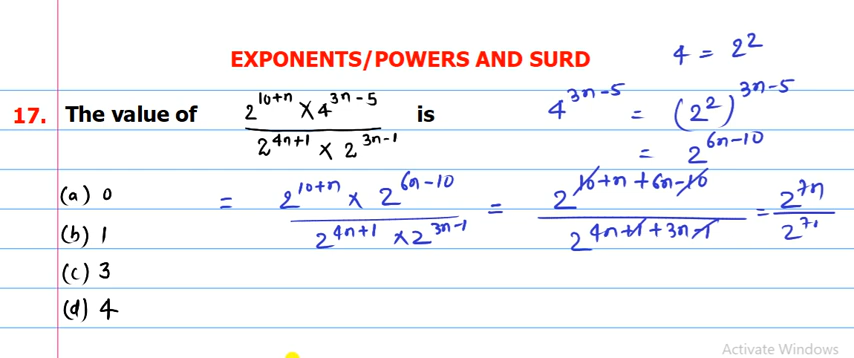 EXPONENTS/POWERS AND SURD
4 = 2^2
17. The value of (2^{10+n} × 4^{3n-5}) / (2^{4n+1} × 2^{3n-1}) is
4^{3n-5} = (2^2)^{3n-5}
= 2^{6n-10}
(a) 0
(b) 1
(c) 3
(d) 4
= (2^{10+n} × 2^{6n-10}) / (2^{4n+1} × 2^{3n-1}) = 2^{10+n+6n-10} / 2^{4n+1+3n-1} = 2^{7n} / 2^{7
Activate Windows